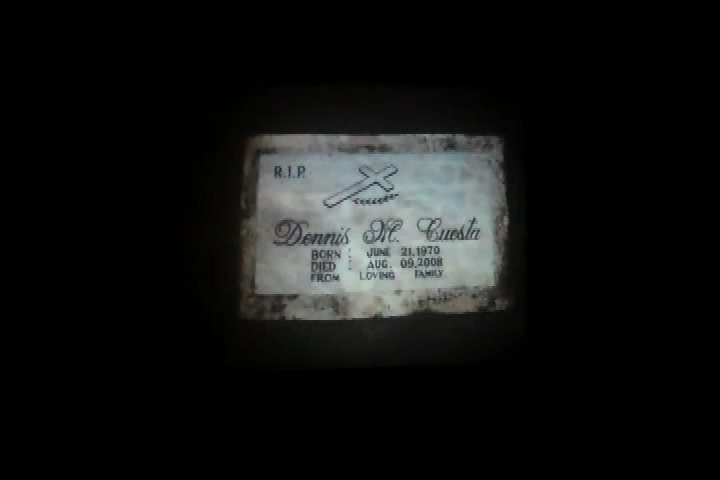 R.I.P.
Dennis M. Cuesta
BORN : JUNE 21,1970
DIED : AUG. 09,2008
FROM LOVING FAMILY